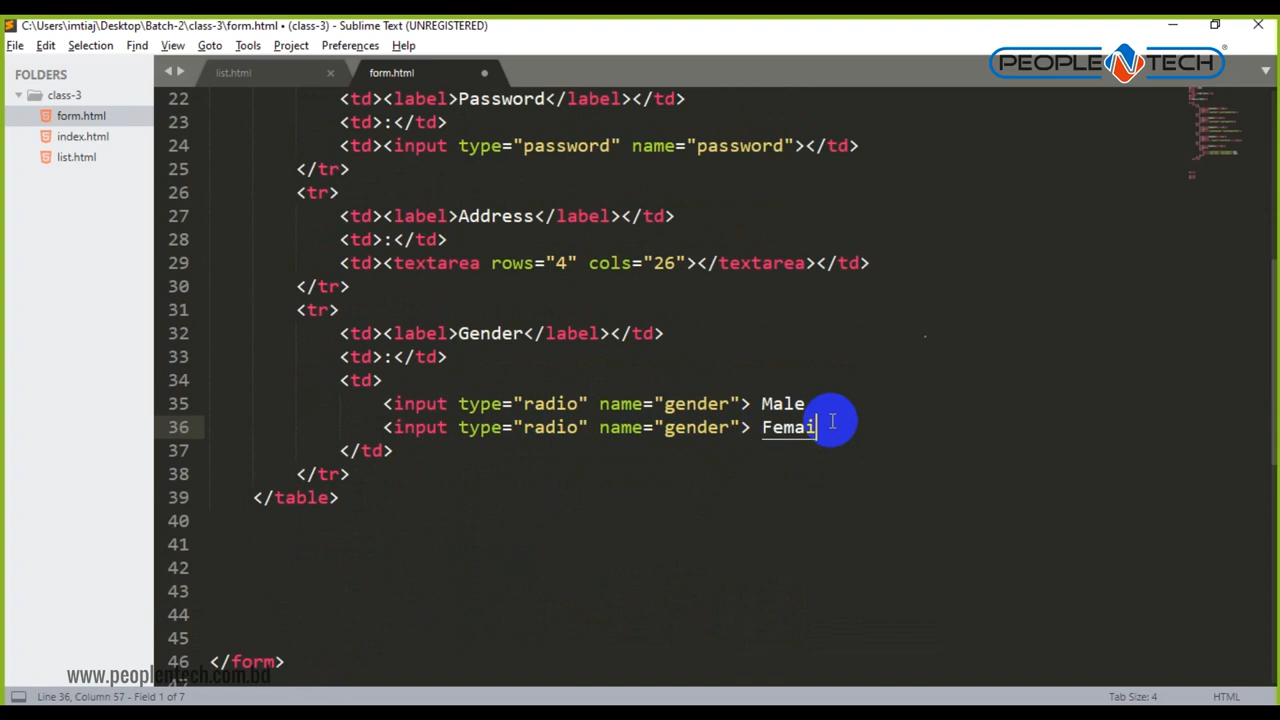 C:\Users\imtiaj\Desktop\Batch-2\class-3\form.html • (class-3) - Sublime Text (UNREGISTERED)
File Edit Selection Find View Goto Tools Project Preferences Help
PEOPLE N TECH ®
FOLDERS
class-3
form.html
index.html
list.html
list.html × form.html
22 <td><label>Password</label></td>
23 <td>:</td>
24 <td><input type="password" name="password"></td>
25 </tr>
26 <tr>
27 <td><label>Address</label></td>
28 <td>:</td>
29 <td><textarea rows="4" cols="26"></textarea></td>
30 </tr>
31 <tr>
32 <td><label>Gender</label></td>
33 <td>:</td>
34 <td>
35 <input type="radio" name="gender"> Male
36 <input type="radio" name="gender"> Femai
37 </td>
38 </tr>
39 </table>
40
41
42
43
44
45
46 </form>
www.peoplentech.com.bd
Line 36, Column 57 - Field 1 of 7 Tab Size: 4 HTML